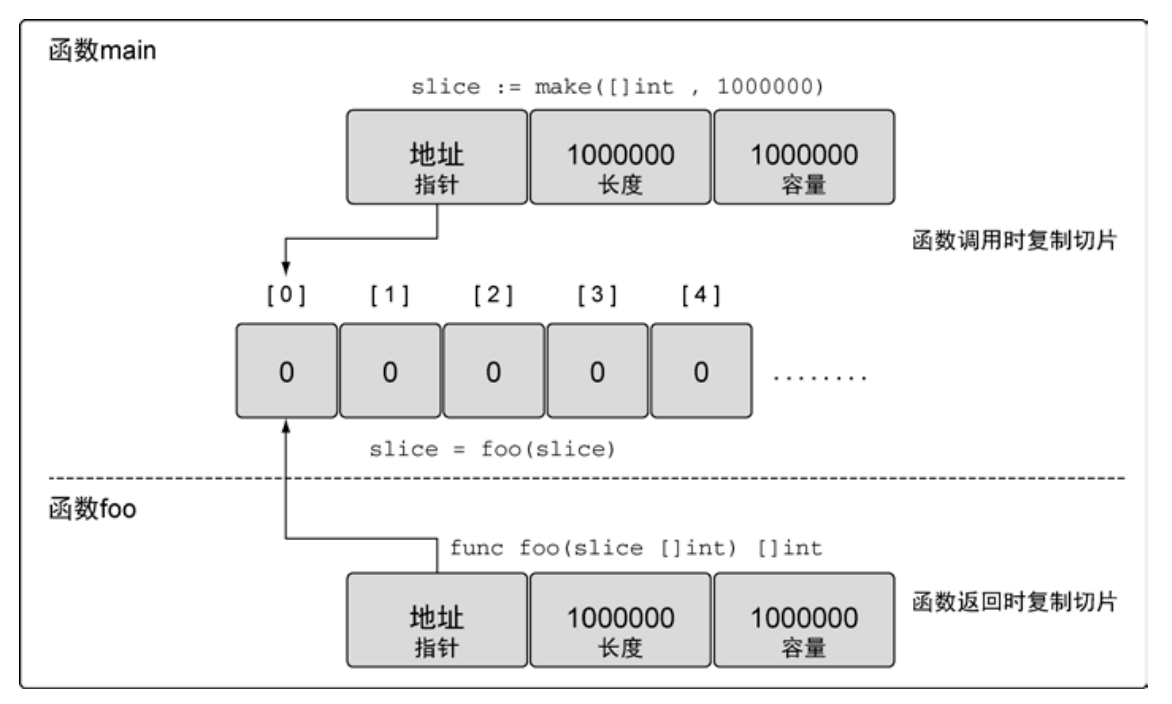 函数main
slice := make([]int , 1000000)
地址 1000000 1000000
指针 长度 容量
函数调用时复制切片
[0] [1] [2] [3] [4]
0 0 0 0 0 ........
slice = foo(slice)
函数foo
func foo(slice []int) []int
地址 1000000 1000000
指针 长度 容量
函数返回时复制切片